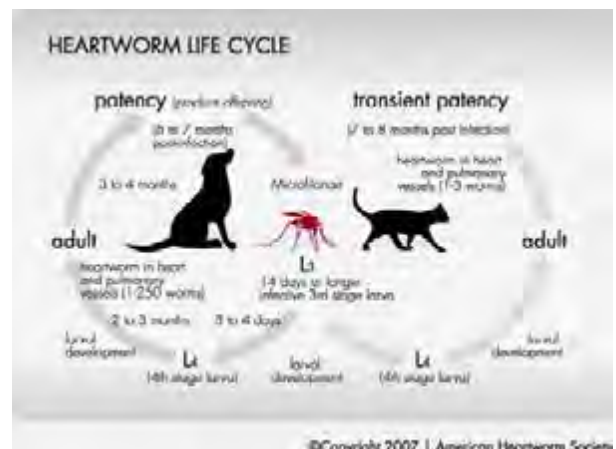 HEARTWORM LIFE CYCLE
patency (produce offspring)
(6 to 7 months
postinfection)
3 to 4 months
adult
heartworm in heart
and pulmonary
vessels (1-250 worms)
2 to 3 months
3 to 4 days
larval
development
L4
(4th stage larva)
Microfilariae
L3
14 days or longer
infective 3rd stage larva
larval
development
transient patency
(7 to 8 months post infection)
heartworm in heart
and pulmonary
vessels (1-3 worms)
adult
larval
development
L4
(4th stage larva)
©Copyright 2007 | American Heartworm Society